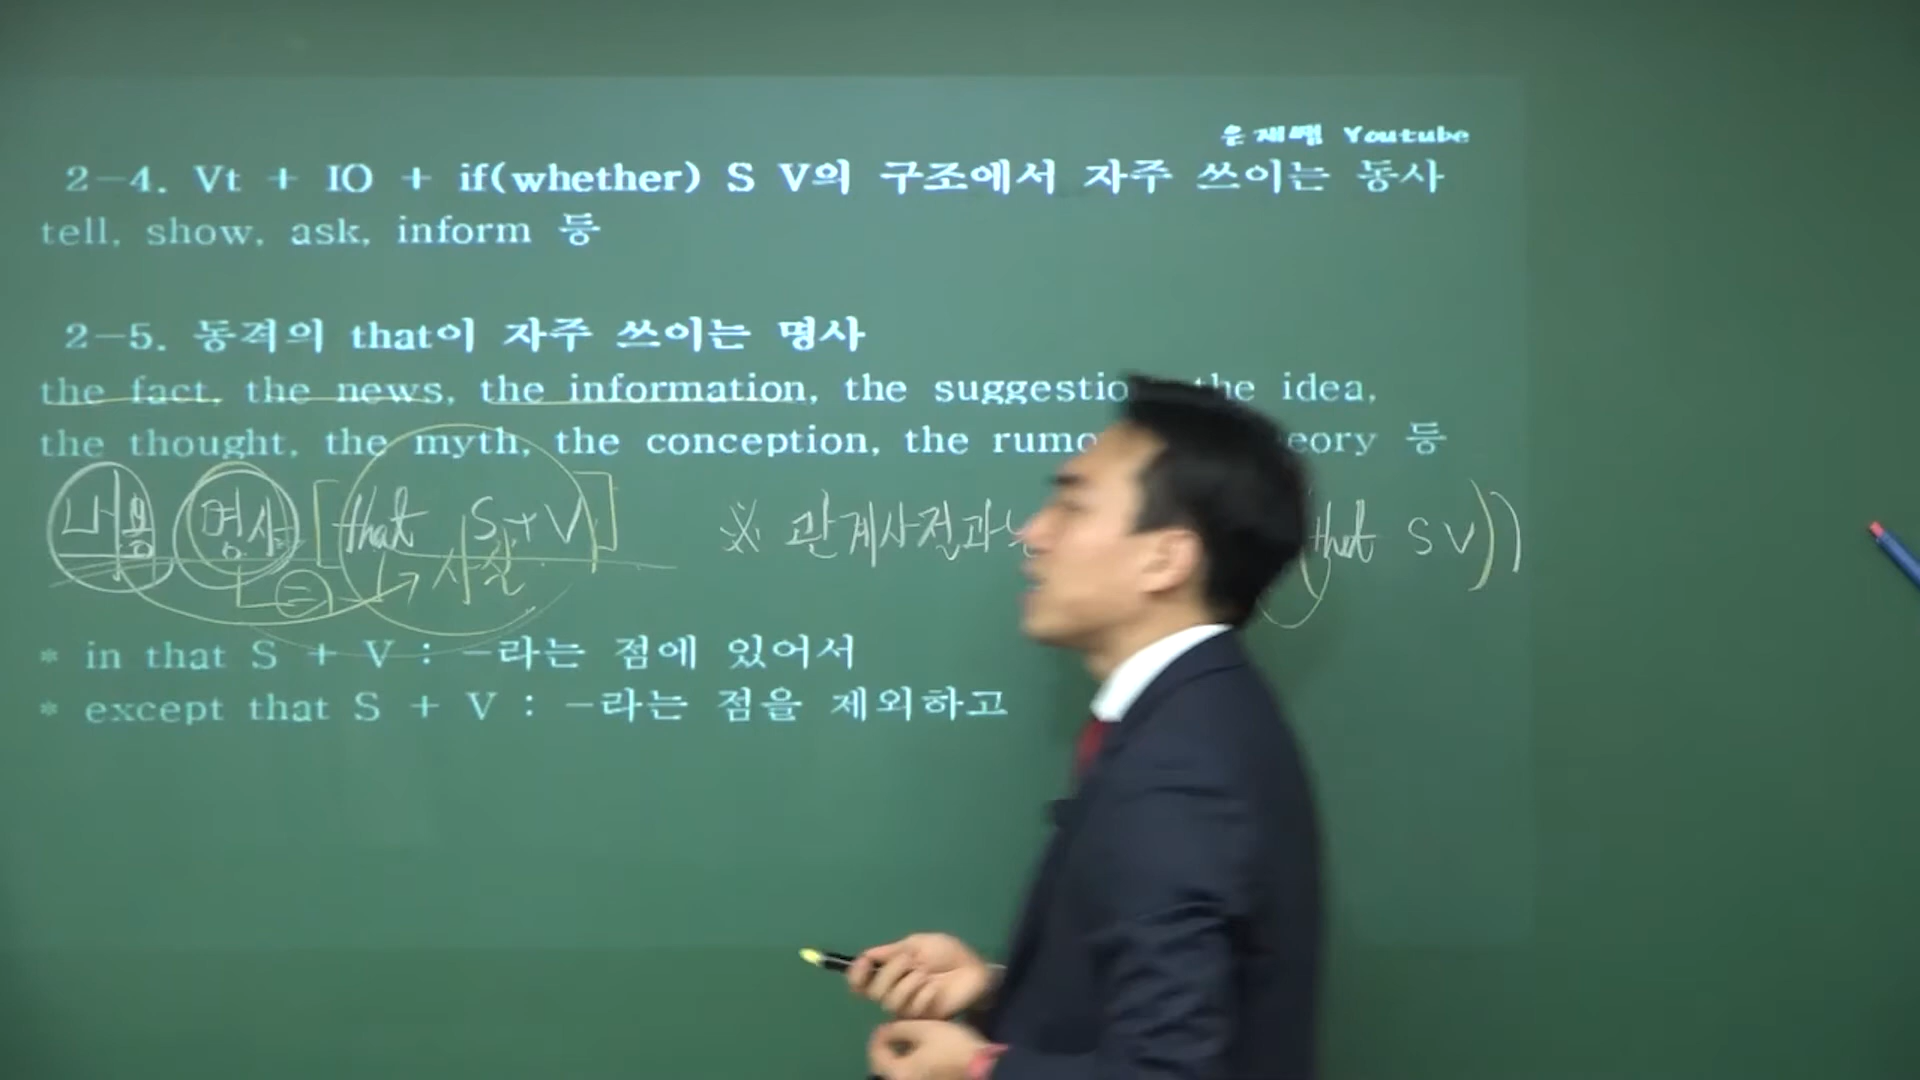 은재쌤 Youtube
2-4. Vt + IO + if(whether) S V의 구조에서 자주 쓰이는 동사
tell, show, ask, inform 등
2-5. 동격의 that이 자주 쓰이는 명사
the fact, the news, the information, the the idea,
the thought, the myth, the conception, the 등
내용 명사 [that S+V] ※ 관계사절과 (that S V))
= 사실
* in that S + V : -라는 점에 있어서
* except that S + V : -라는 점을 제외하고